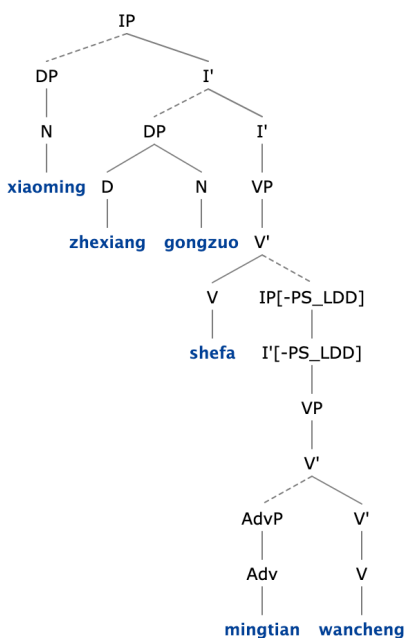 IP
DP I'
N DP I'
xiaoming D N VP
zhexiang gongzuo V'
V IP[-PS_LDD]
shefa I'[-PS_LDD]
VP
V'
AdvP V'
Adv V
mingtian wancheng